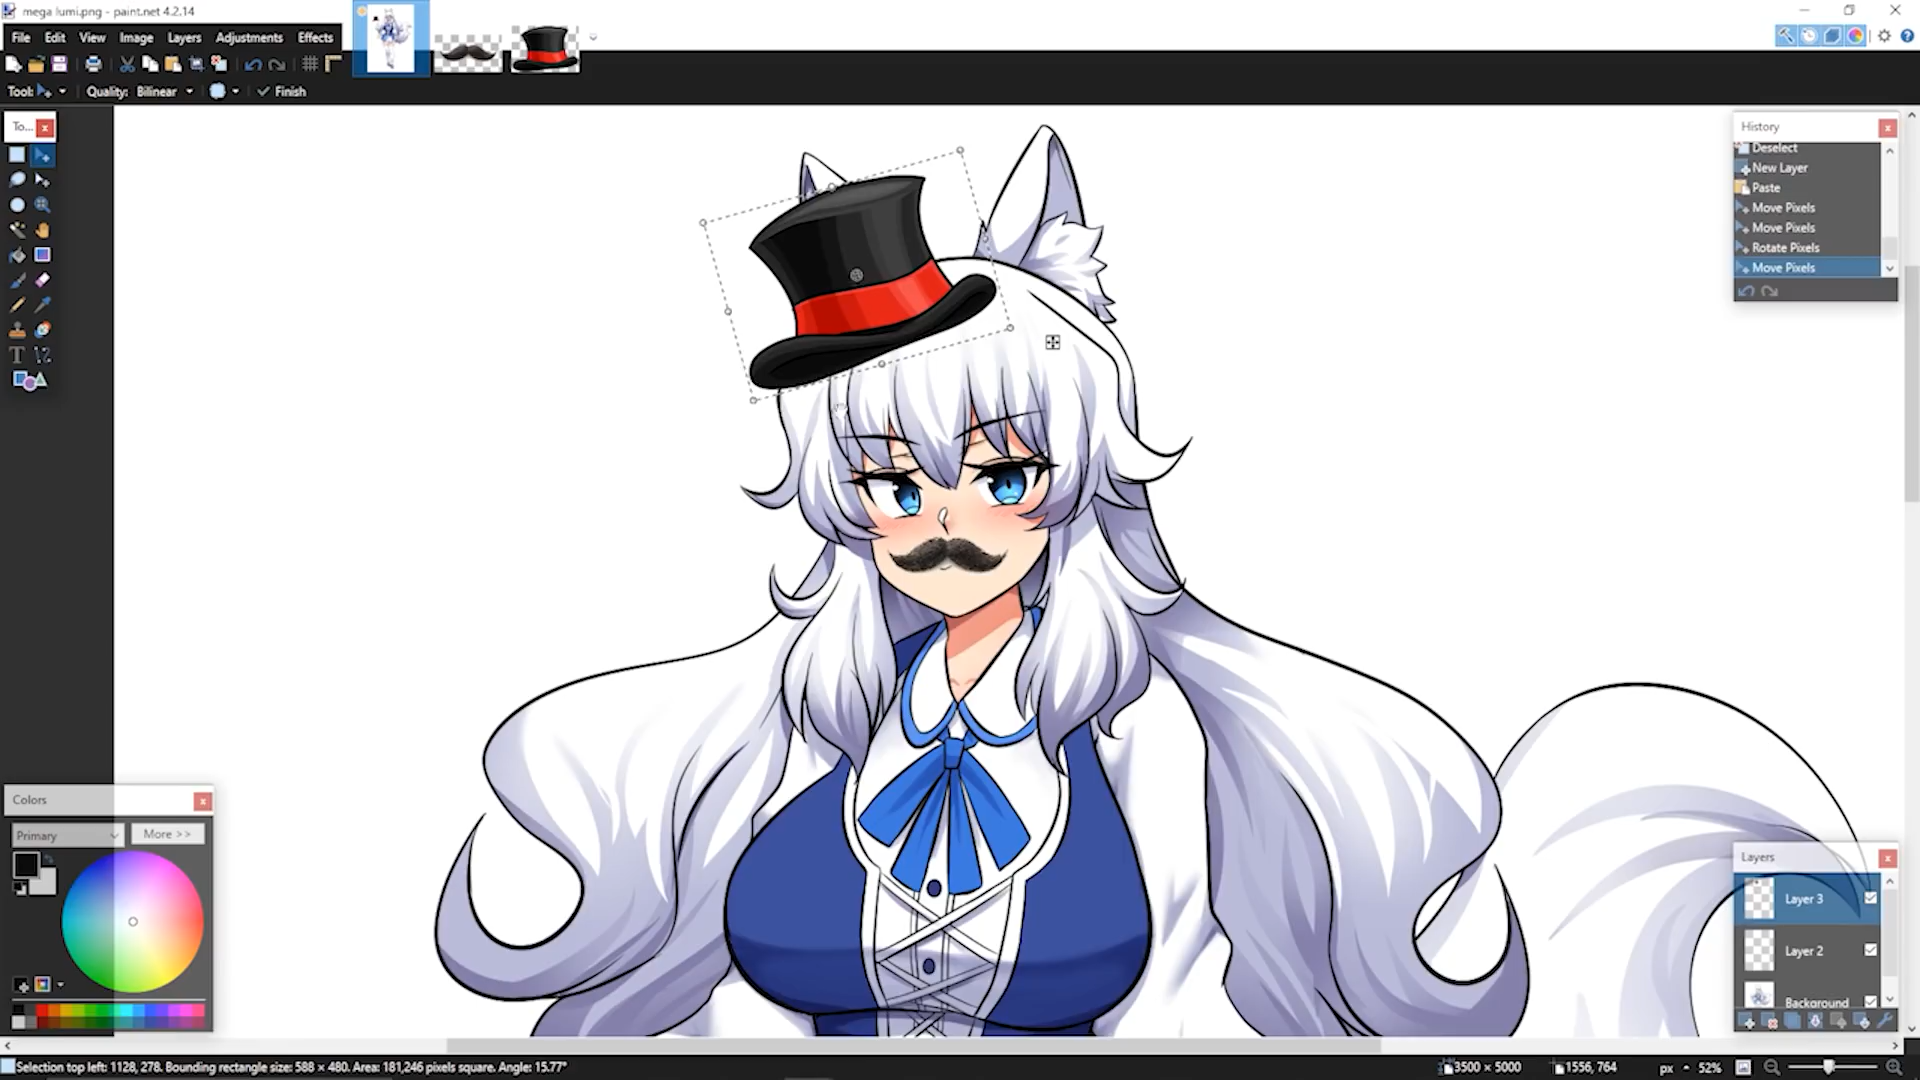 mega lumi.png - paint.net 4.2.14
File Edit View Image Layers Adjustments Effects
Tool: Quality: Bilinear Finish
To...
History
Deselect
New Layer
Paste
Move Pixels
Move Pixels
Rotate Pixels
Move Pixels
Colors
Primary More >>
Layers
Layer 3
Layer 2
Background
Selection top left: 1128, 278. Bounding rectangle size: 588 × 480. Area: 181,246 pixels square. Angle: 15.77° 3500 × 5000 1556, 764 px 52%